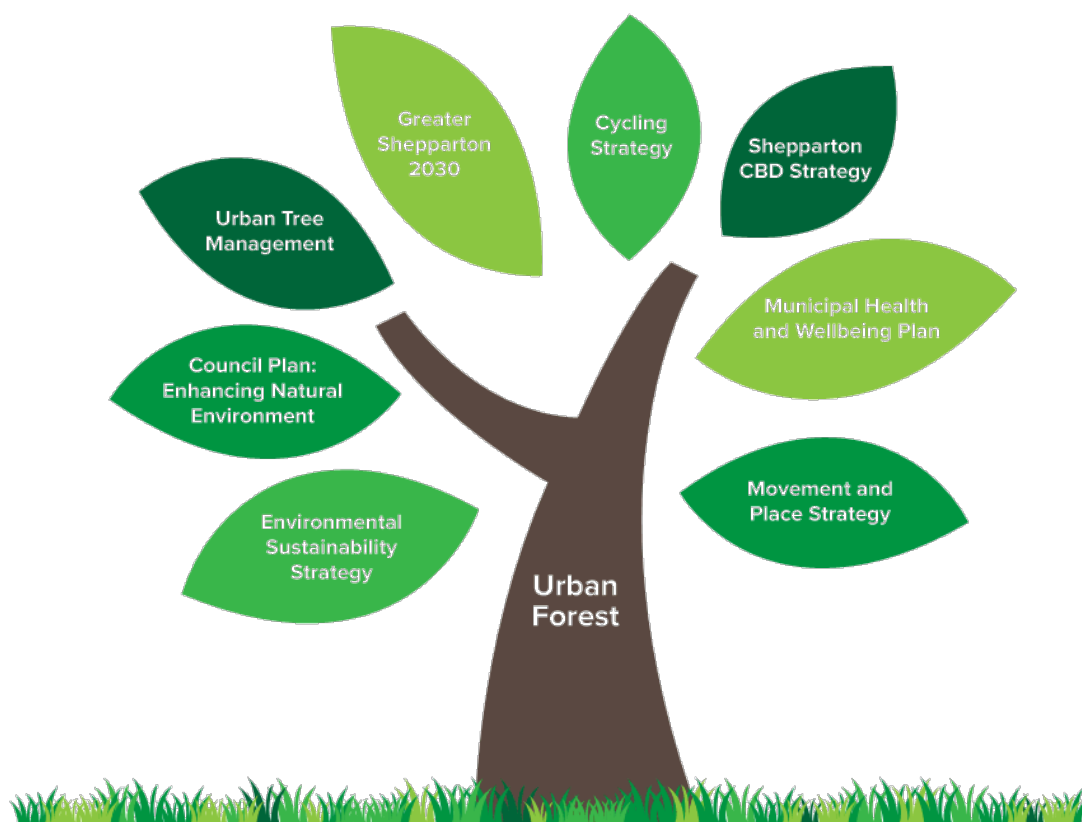 Greater
Shepparton
2030
Cycling
Strategy
Shepparton
CBD Strategy
Urban Tree
Management
Municipal Health
and Wellbeing Plan
Council Plan:
Enhancing Natural
Environment
Movement and
Place Strategy
Environmental
Sustainability
Strategy
Urban
Forest